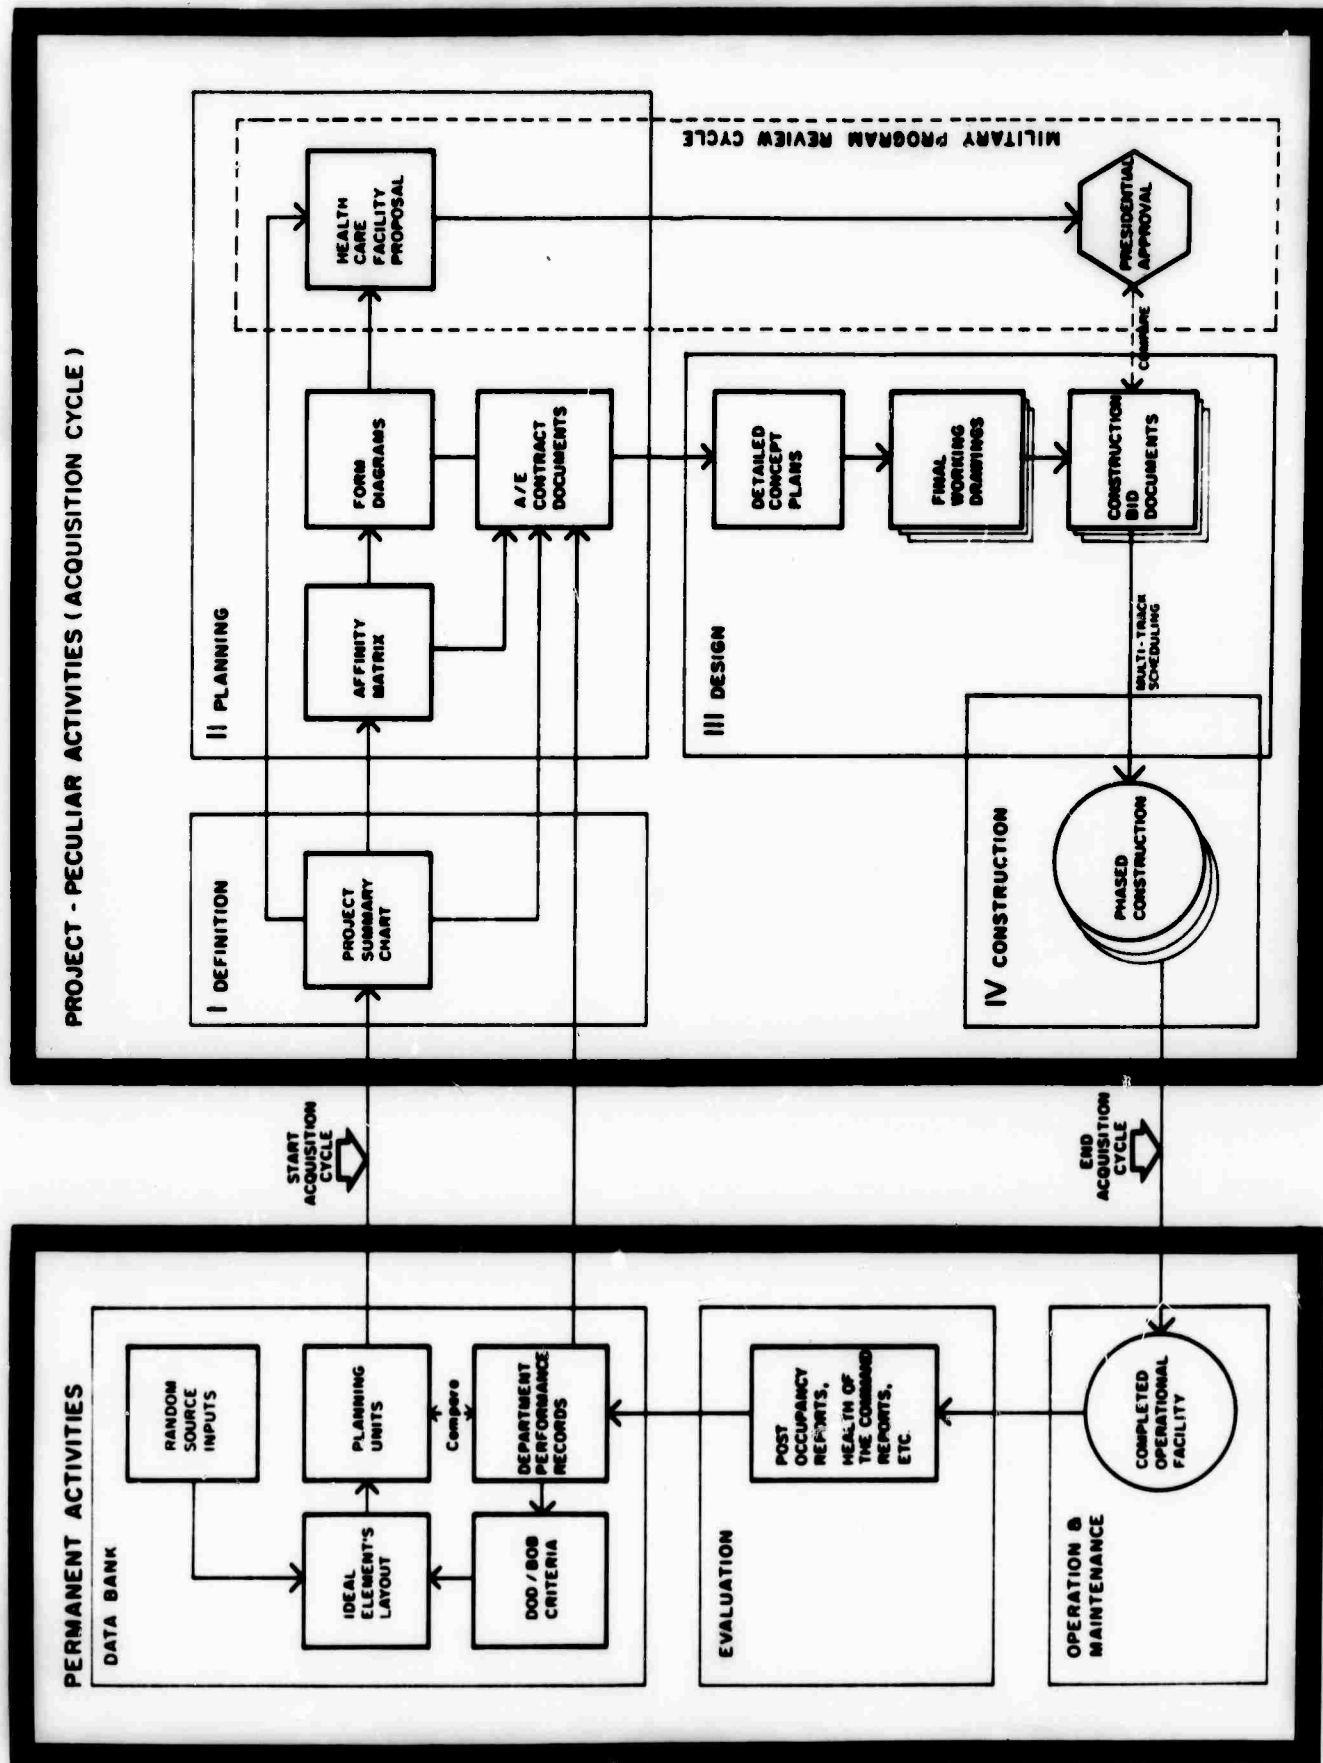 PERMANENT ACTIVITIES
DATA BANK
RANDOM
SOURCE
INPUTS
IDEAL
ELEMENT'S
LAYOUT
PLANNING
UNITS
Compare
DOD / BOB
CRITERIA
DEPARTMENT
PERFORMANCE
RECORDS
EVALUATION
POST
OCCUPANCY
REPORTS,
HEALTH OF
THE COMMAND
REPORTS,
ETC.
OPERATION &
MAINTENANCE
COMPLETED
OPERATIONAL
FACILITY
START
ACQUISITION
CYCLE
END
ACQUISITION
CYCLE
PROJECT - PECULIAR ACTIVITIES ( ACQUISITION CYCLE )
I DEFINITION
PROJECT
SUMMARY
CHART
II PLANNING
AFFINITY
MATRIX
FORM
DIAGRAMS
HEALTH
CARE
FACILITY
PROPOSAL
A/E
CONTRACT
DOCUMENTS
MILITARY PROGRAM REVIEW CYCLE
III DESIGN
DETAILED
CONCEPT
PLANS
FINAL
WORKING
DRAWINGS
CONSTRUCTION
BID
DOCUMENTS
COMPARE
PRESIDENTIAL
APPROVAL
MULTI - TRACK
SCHEDULING
IV CONSTRUCTION
PHASED
CONSTRUCTION